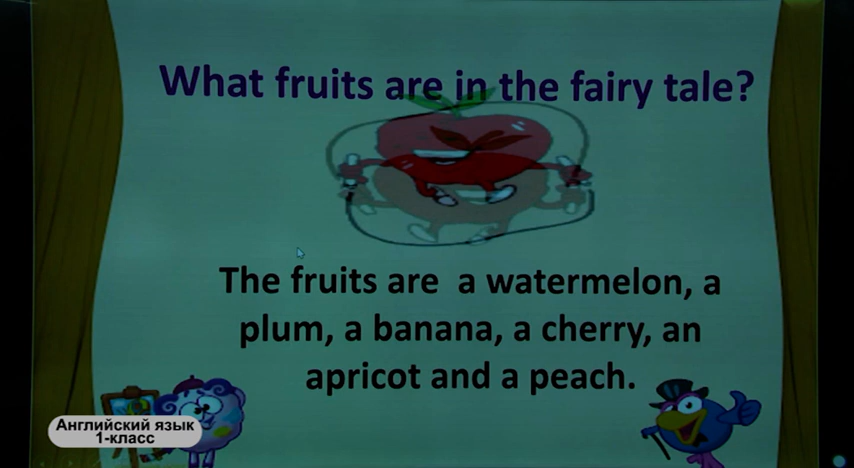 What fruits are in the fairy tale?
The fruits are a watermelon, a
plum, a banana, a cherry, an
apricot and a peach.
Английский язык
1-класс